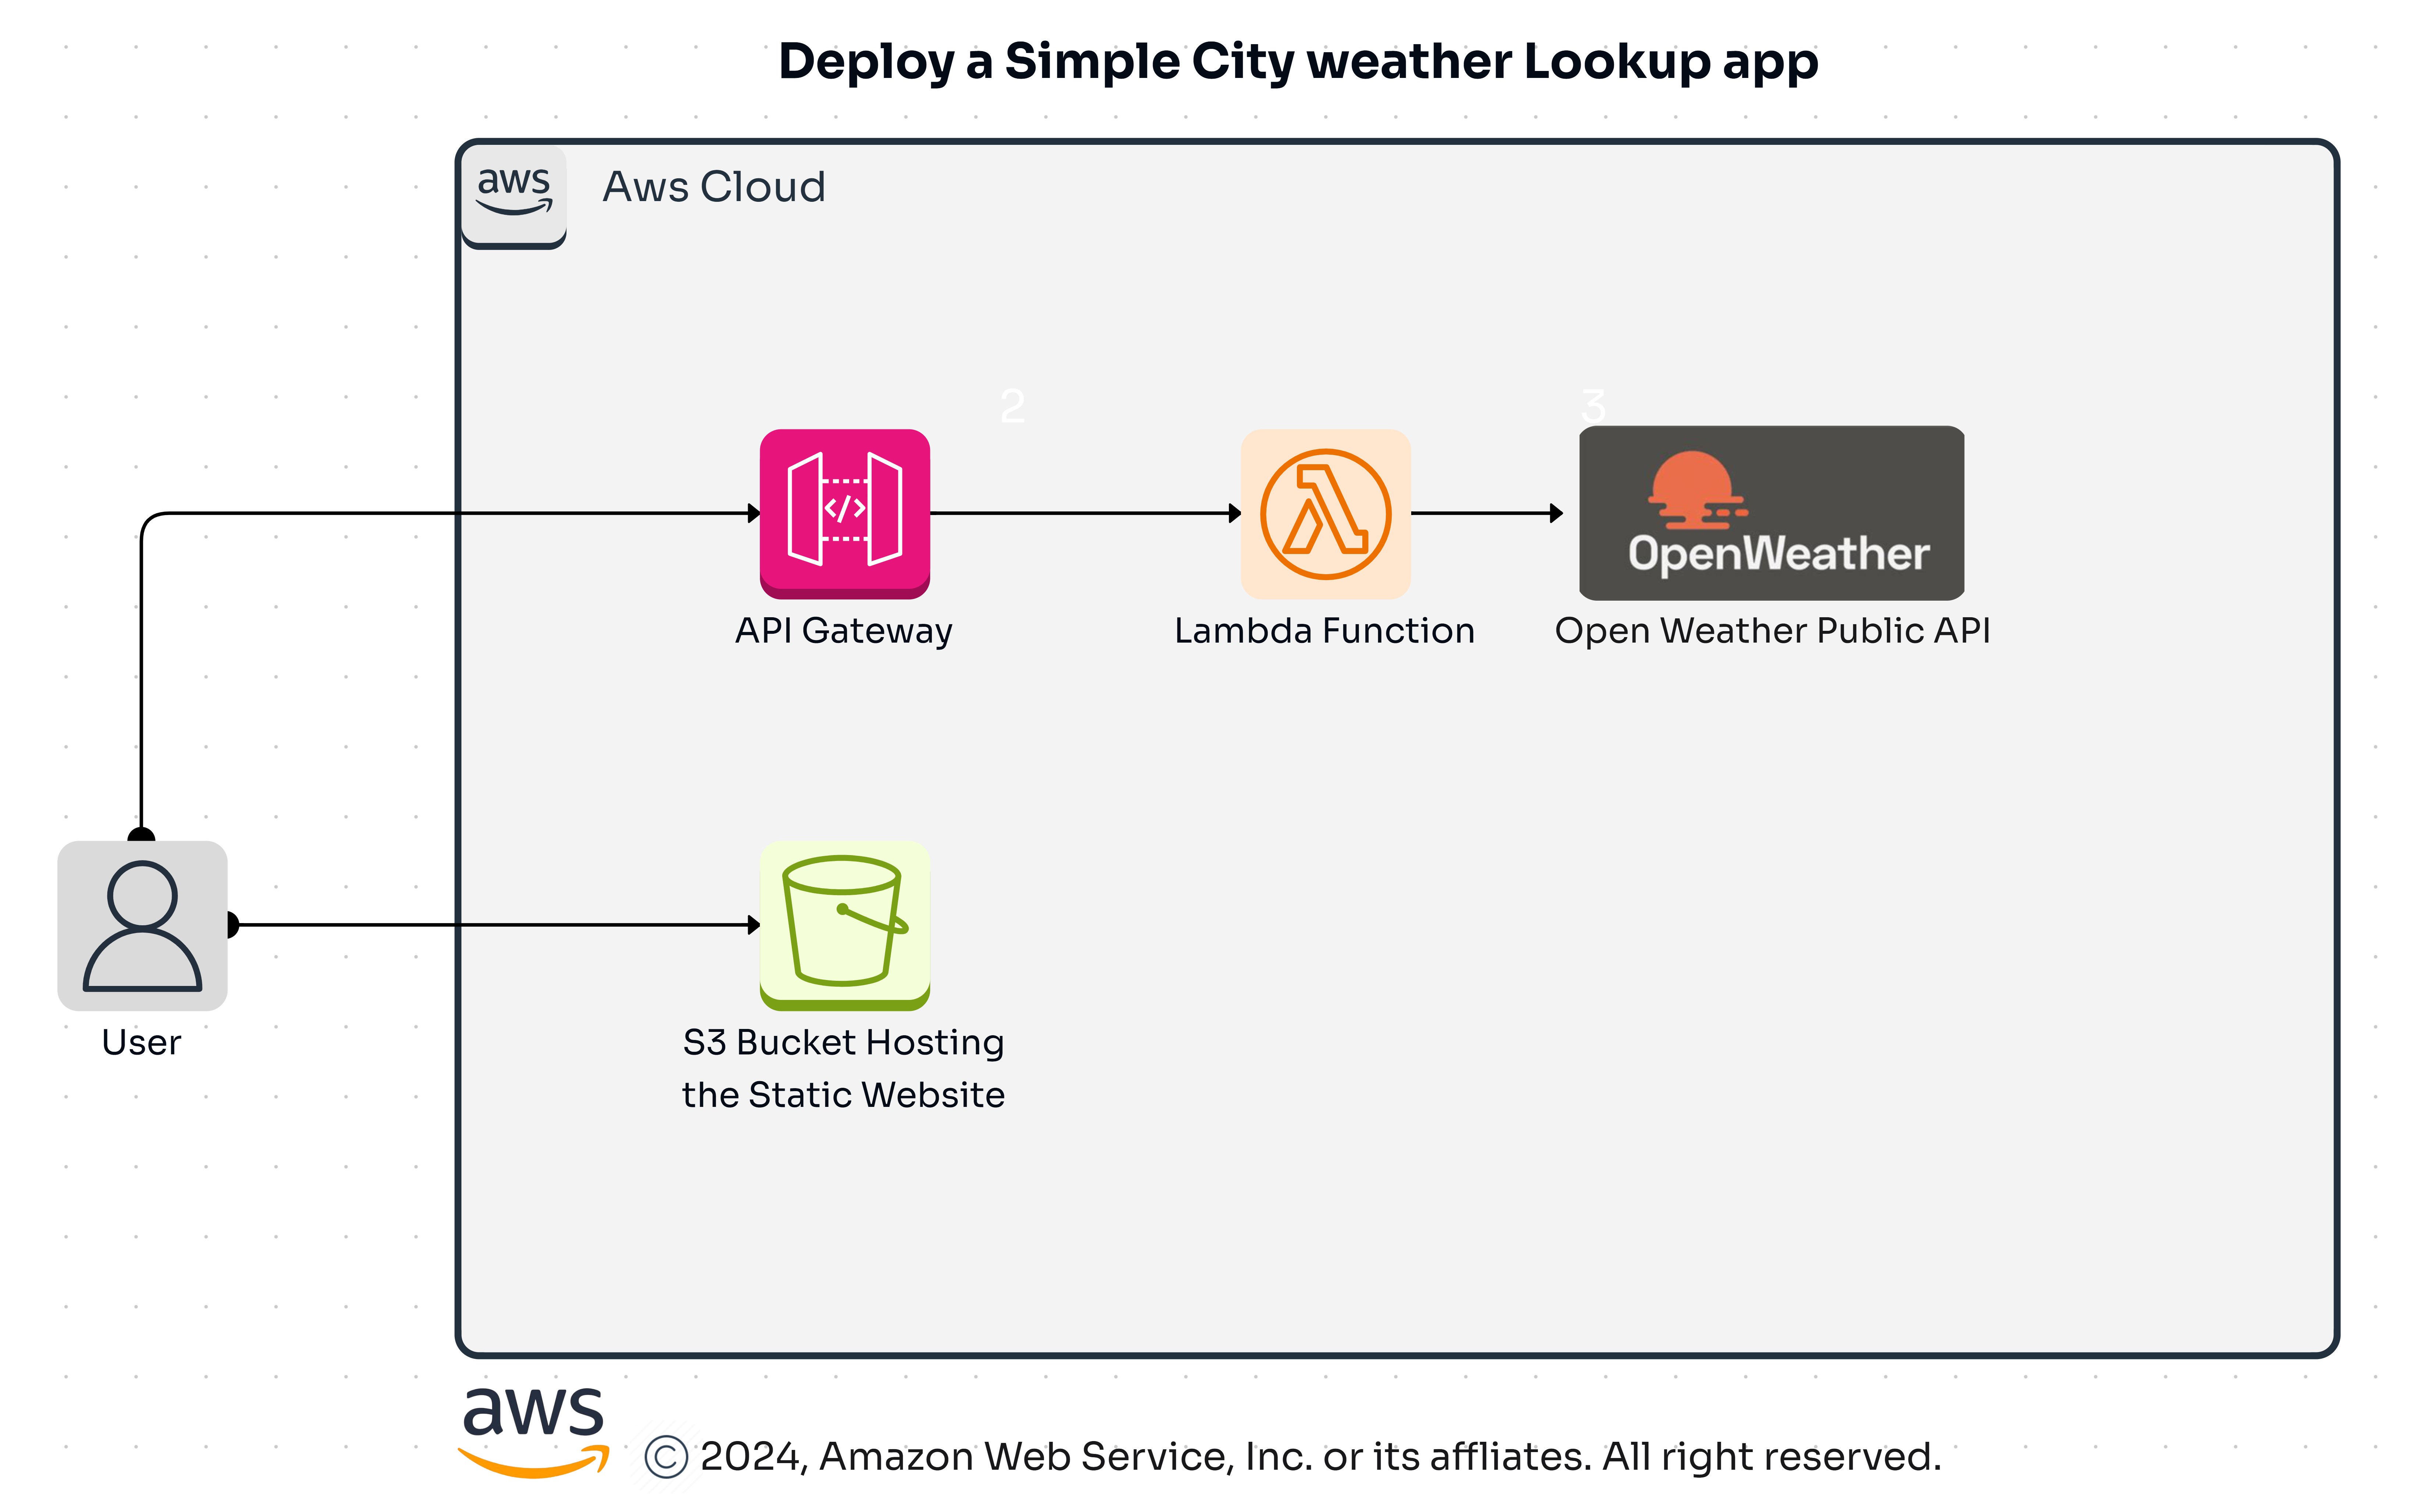 Deploy a Simple City weather Lookup app
aws
Aws Cloud
2
3
</>
OpenWeather
API Gateway
Lambda Function
Open Weather Public API
User
S3 Bucket Hosting
the Static Website
aws
© 2024, Amazon Web Service, Inc. or its affliates. All right reserved.